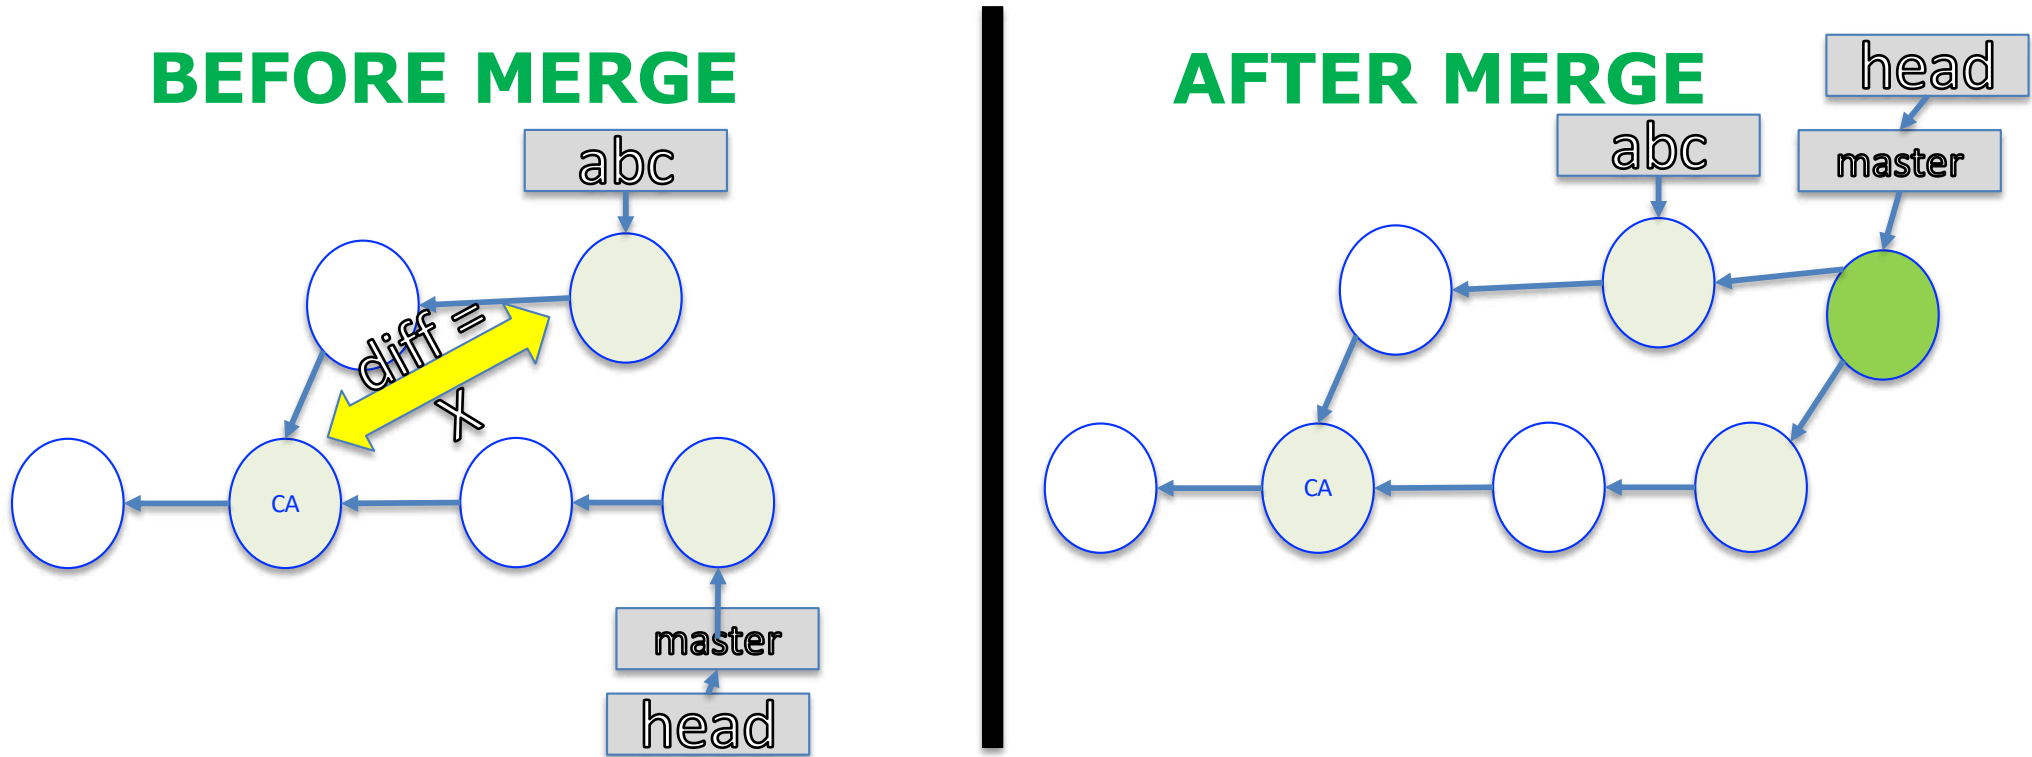 BEFORE MERGE
abc
diff =
X
CA
master
head
AFTER MERGE
head
abc
master
CA